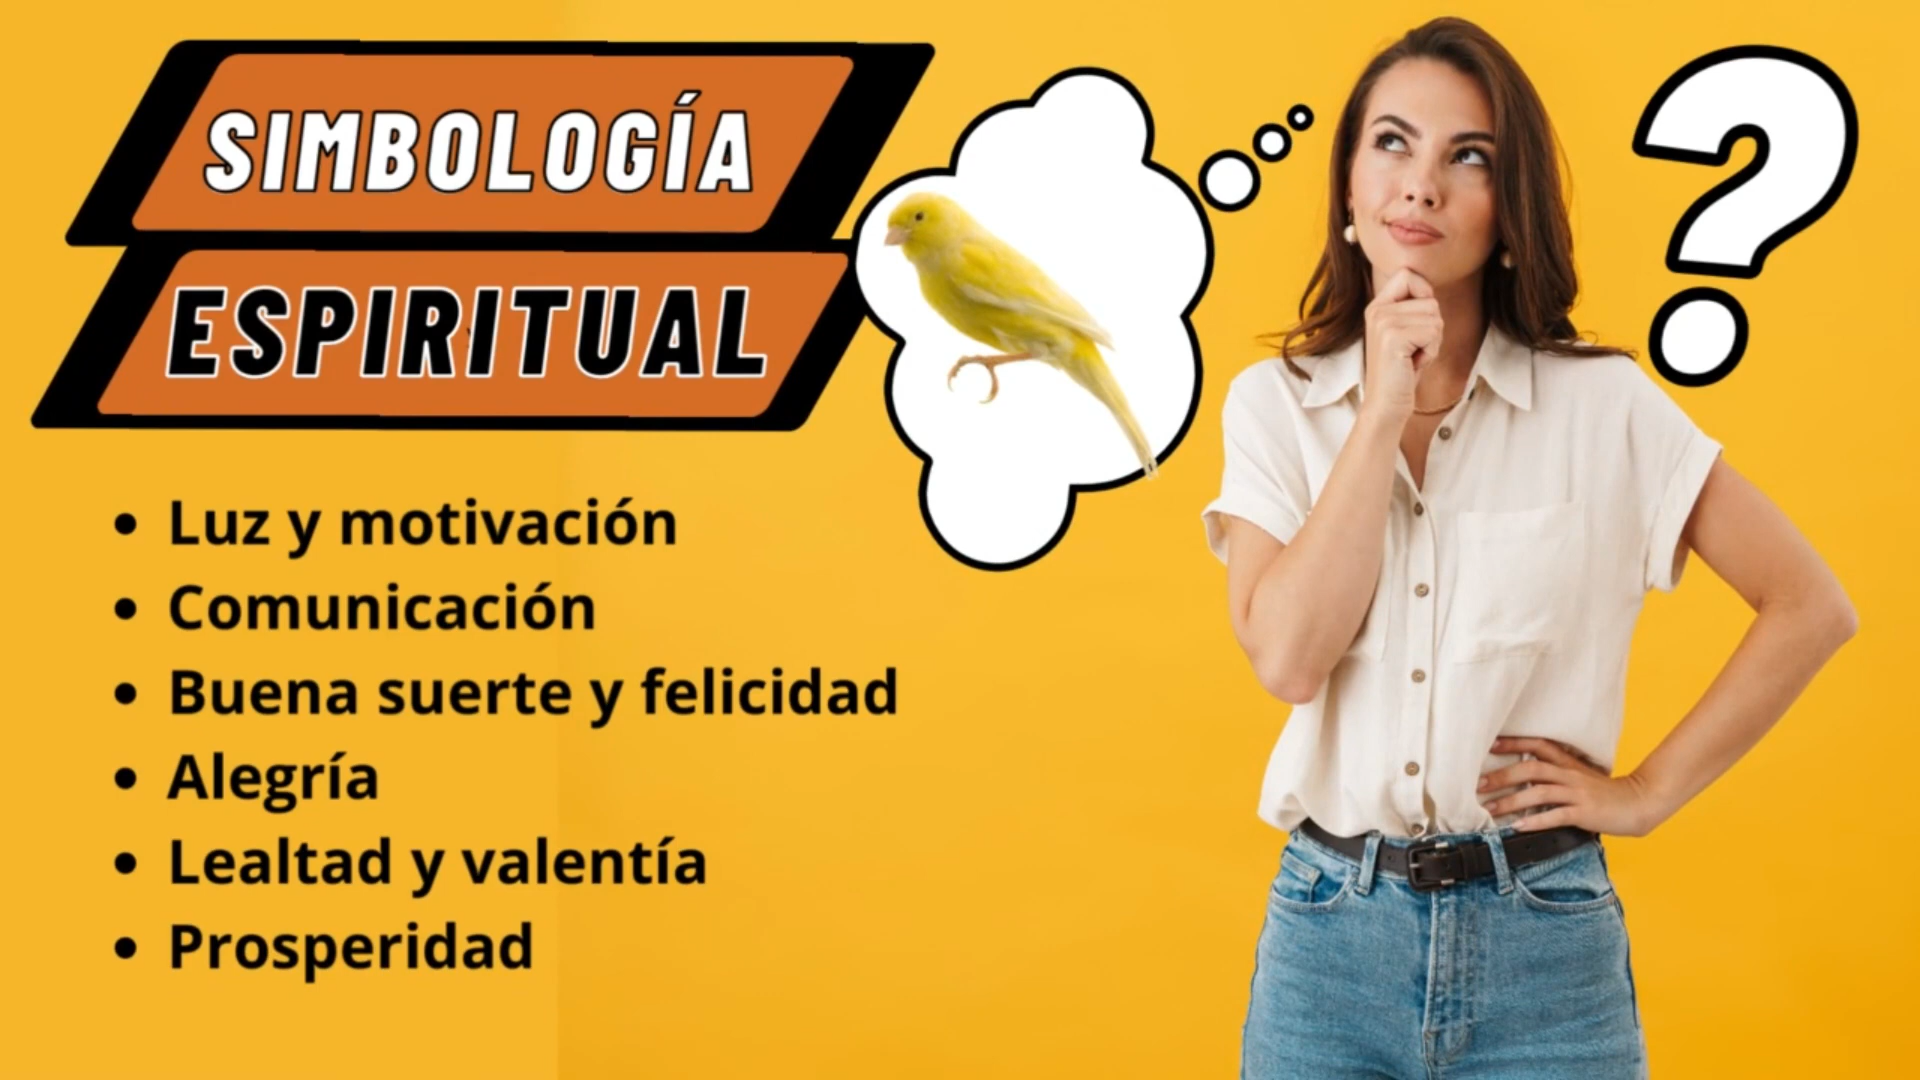 SIMBOLOGÍA
ESPIRITUAL
• Luz y motivación
• Comunicación
• Buena suerte y felicidad
• Alegría
• Lealtad y valentía
• Prosperidad
?